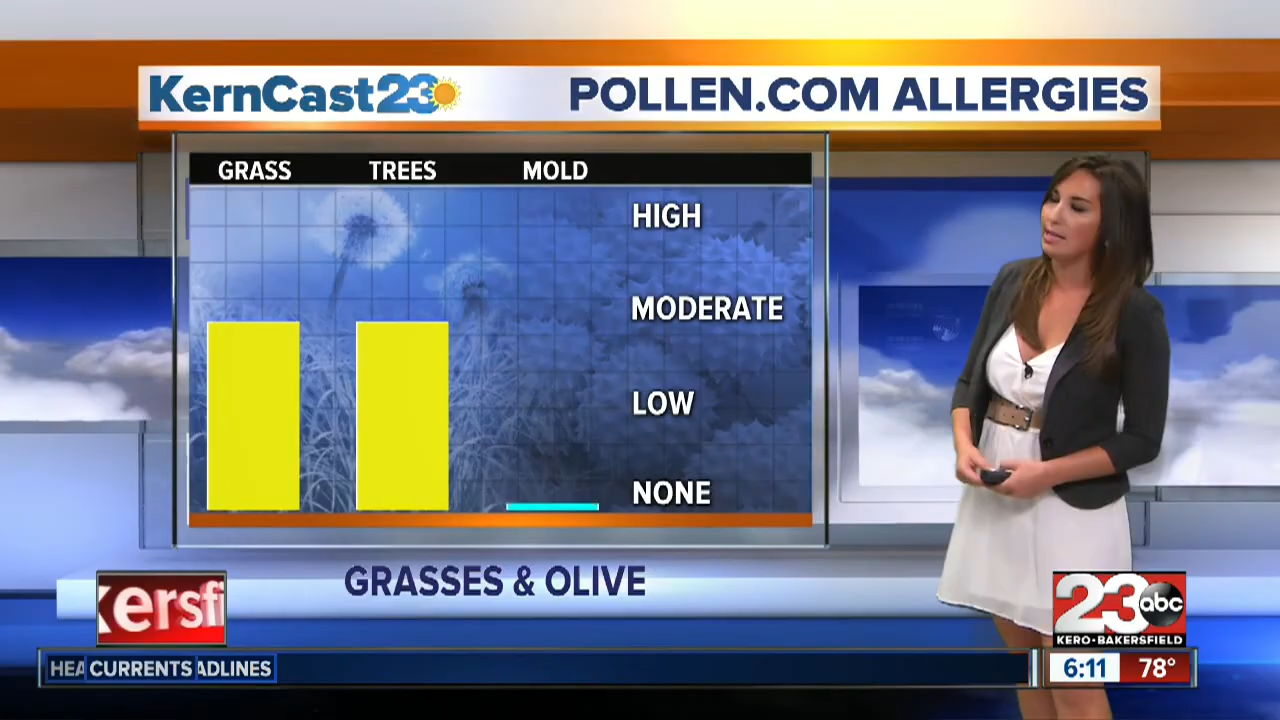 KernCast23
POLLEN.COM ALLERGIES
GRASS TREES MOLD
HIGH
MODERATE
LOW
NONE
GRASSES & OLIVE
kersfi
23 abc
KERO-BAKERSFIELD
HEA CURRENTS ADLINES
6:11 78°